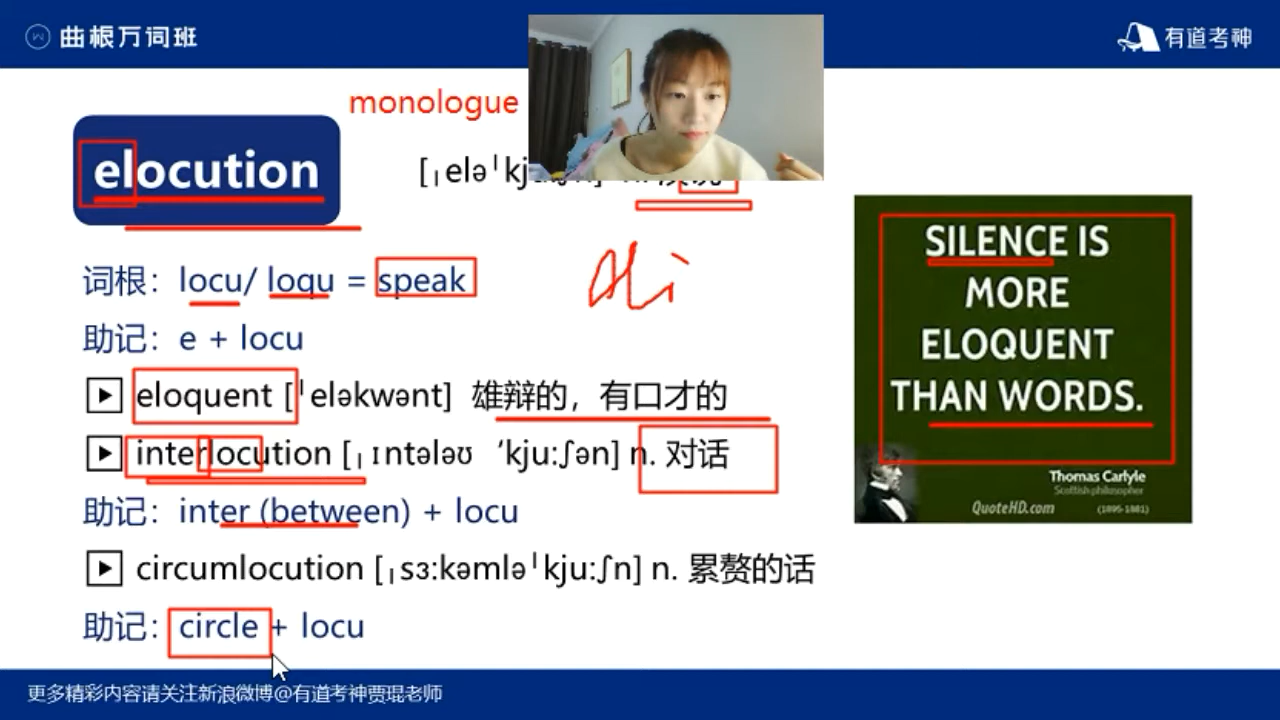 曲根万词班
有道考神
monologue
elocution
词根：locu/ loqu = speak
Hi
助记：e + locu
eloquent [ˈeləkwənt] 雄辩的，有口才的
interlocution [ˌɪntələʊ ‘kju:ʃən] n. 对话
助记：inter (between) + locu
circumlocution [ˌsɜ:kəmləˈkju:ʃn] n. 累赘的话
助记：circle + locu
SILENCE IS
MORE
ELOQUENT
THAN WORDS.
Thomas Carlyle
Scottish philosopher
QuoteHD.com
(1895-1881)
更多精彩内容请关注新浪微博@有道考神贾琨老师